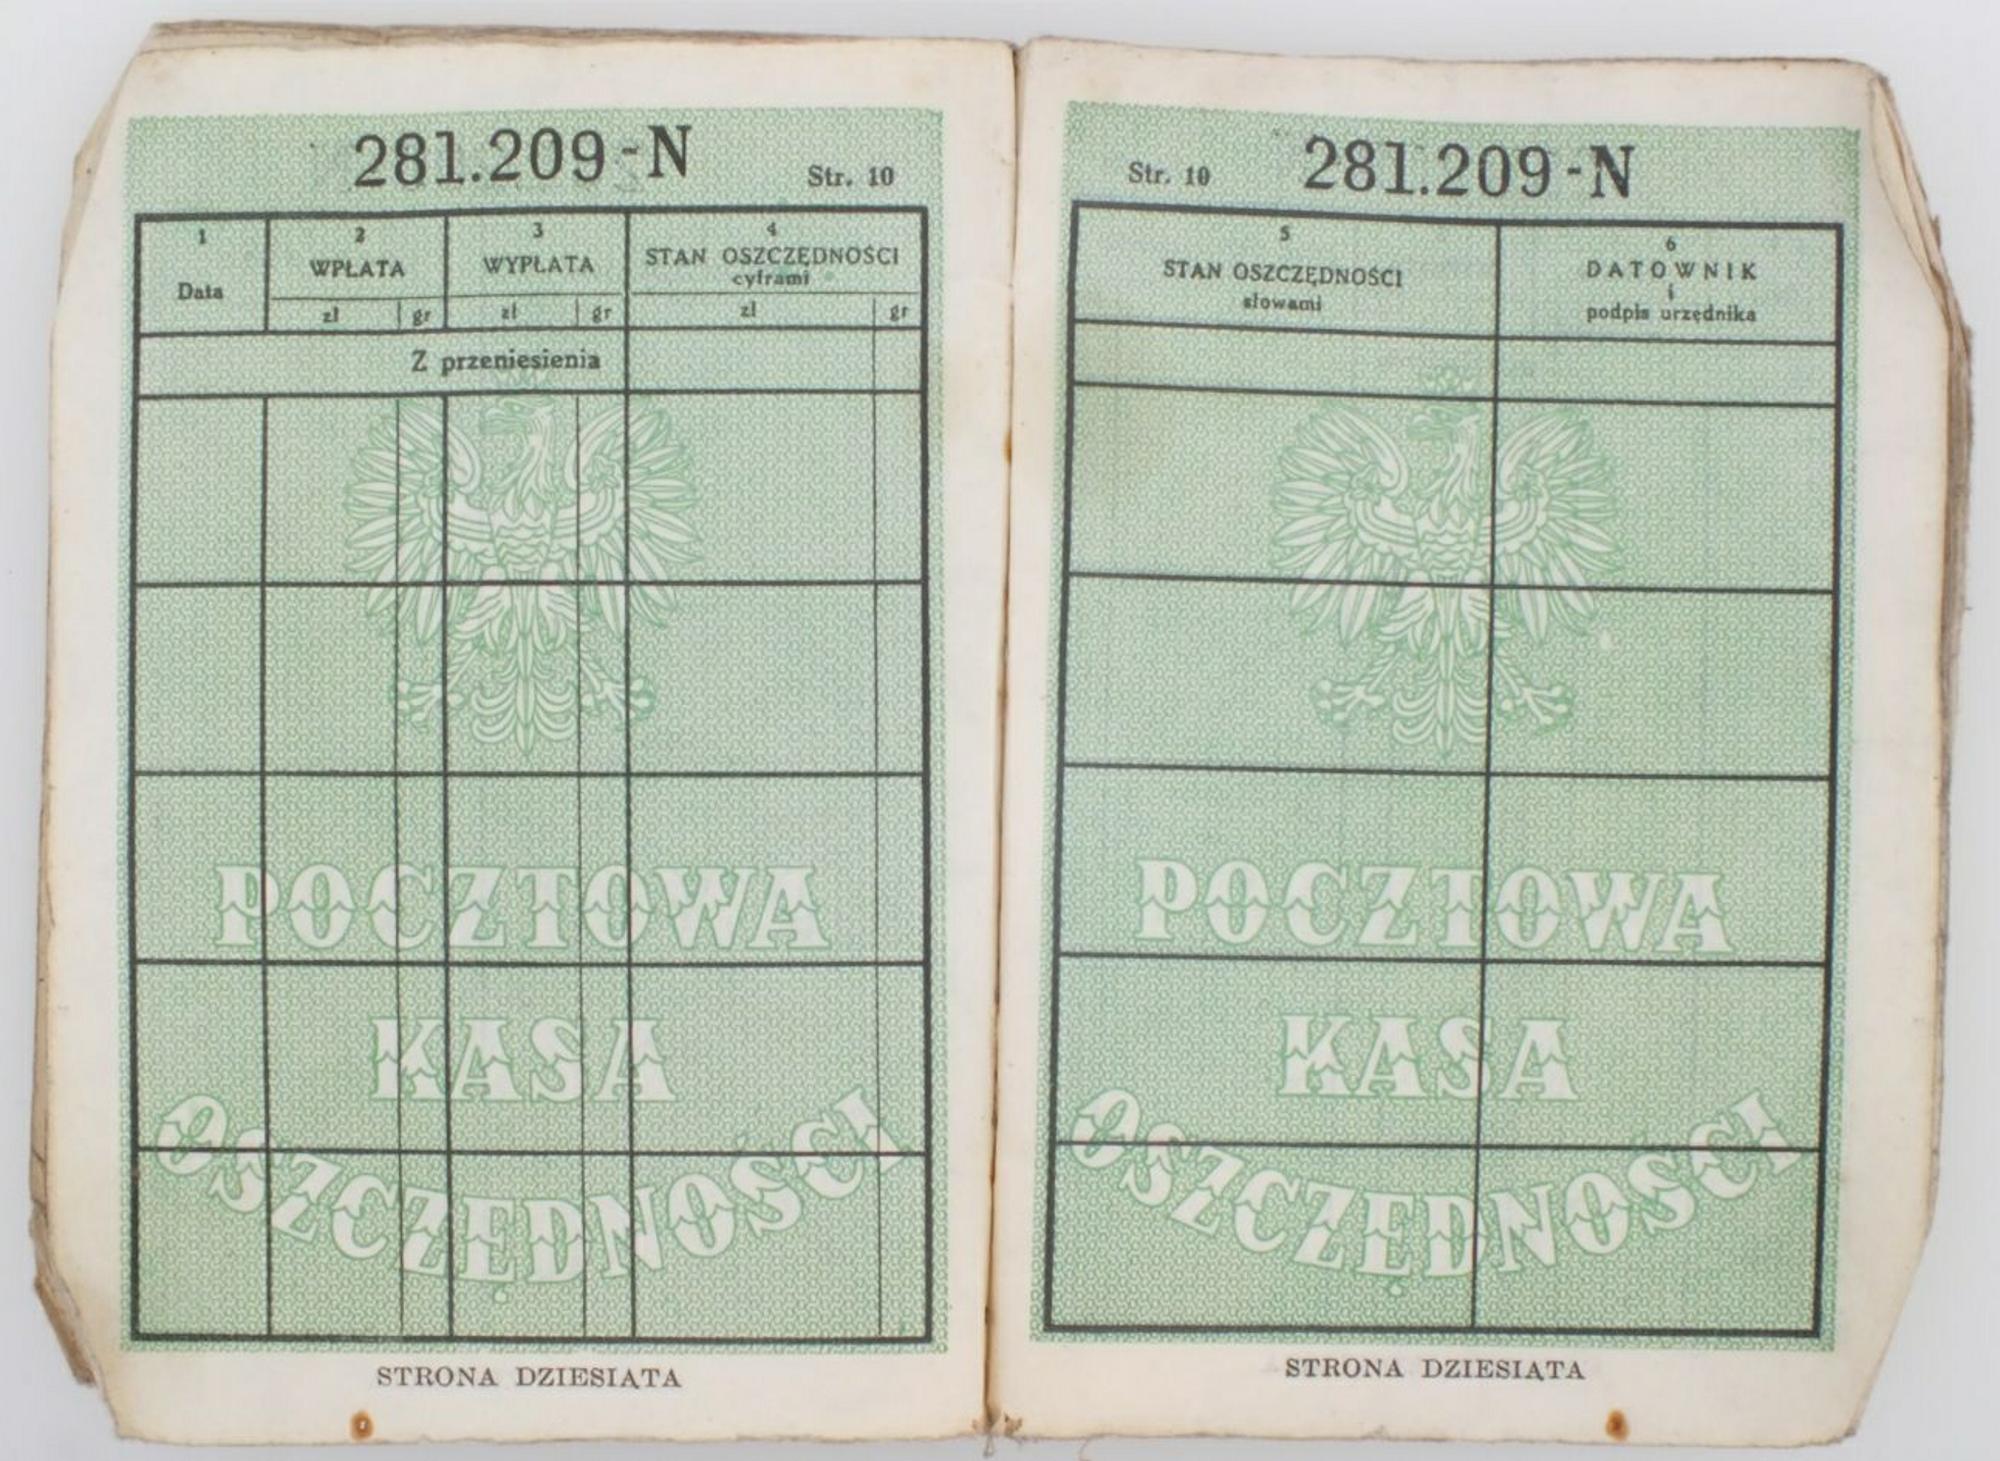 281.209-N
Str. 10
1
Data
2
WPŁATA
zł gr
3
WYPŁATA
zł gr
4
STAN OSZCZĘDNOŚCI
cyframi
zł gr
Z przeniesienia
POCZTOWA
KASA
OSZCZĘDNOŚCI
STRONA DZIESIĄTA
Str. 10
281.209-N
5
STAN OSZCZĘDNOŚCI
słowami
6
DATOWNIK
i
podpis urzędnika
POCZTOWA
KASA
OSZCZĘDNOŚCI
STRONA DZIESIĄTA